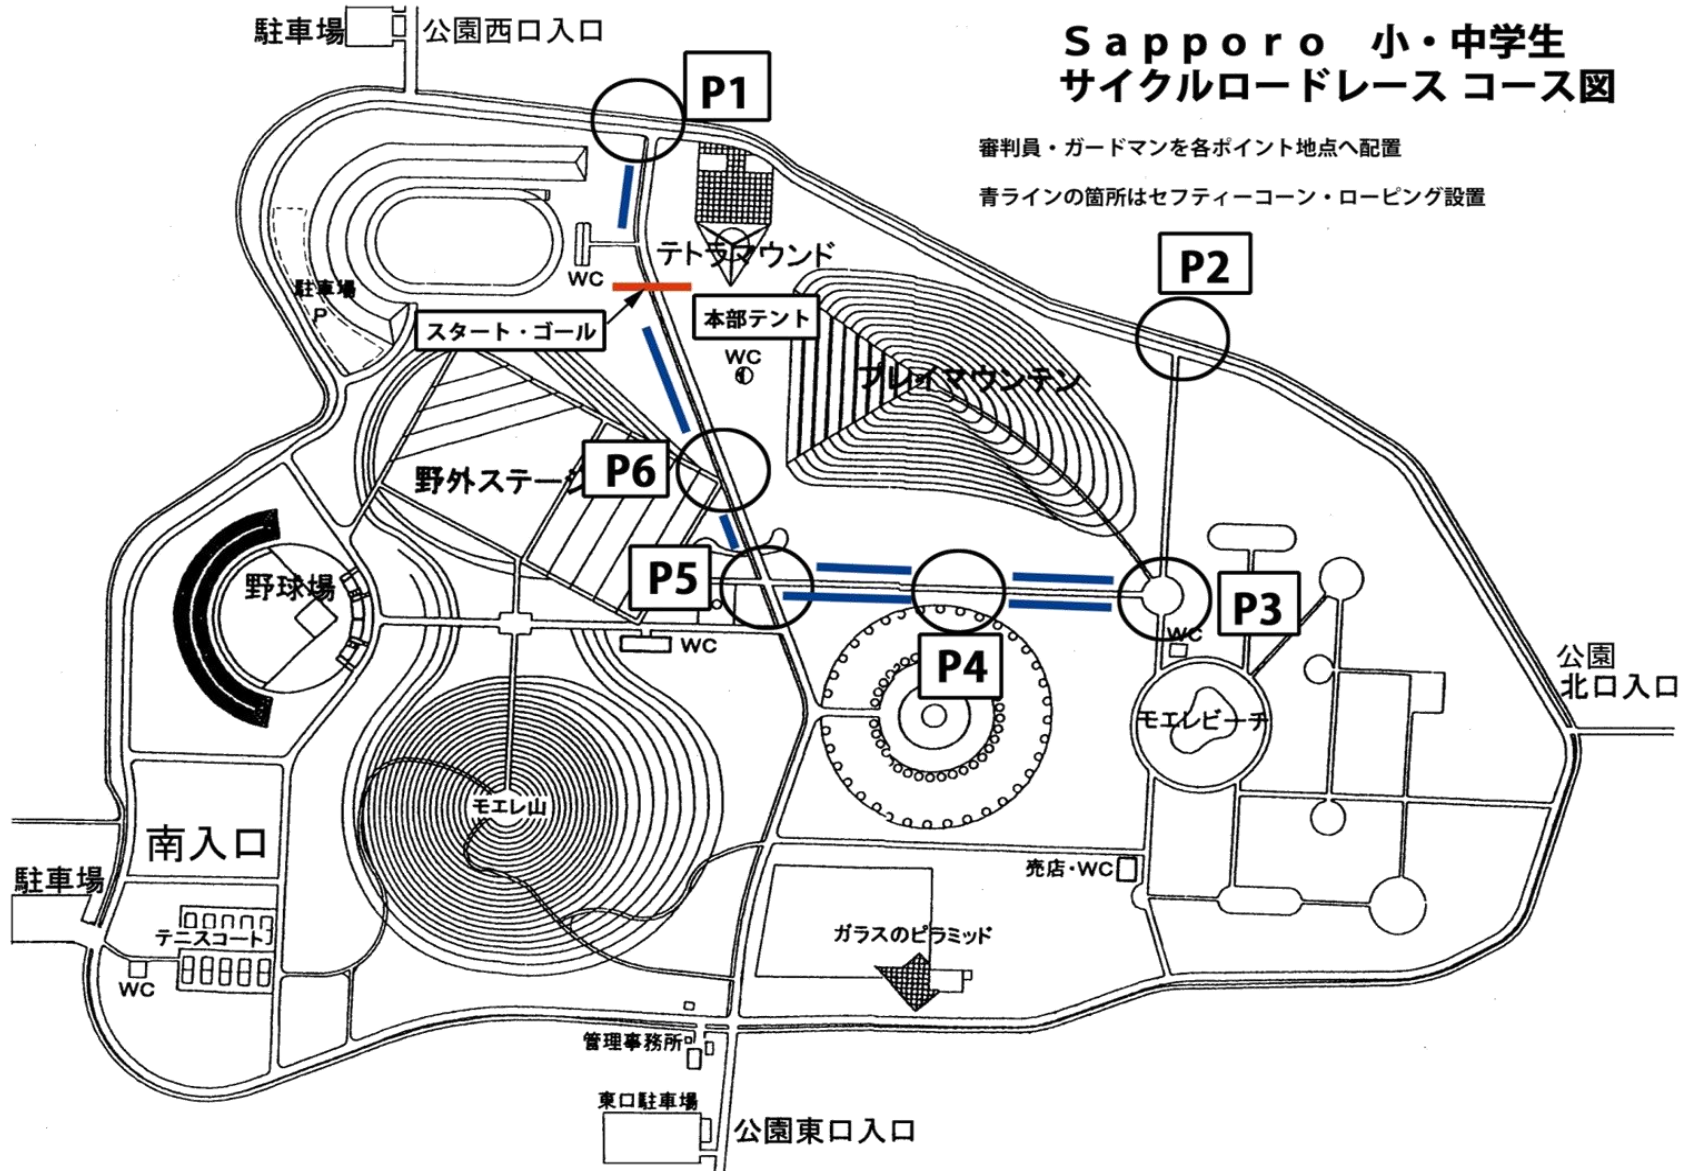 駐車場
公園西口入口
Ｓａｐｐｏｒｏ　小・中学生
サイクルロードレース コース図
審判員・ガードマンを各ポイント地点へ配置
青ラインの箇所はセフティーコーン・ローピング設置
P1
P2
テトラマウンド
WC
駐車場
P
スタート・ゴール
本部テント
WC
プレイマウンテン
野外ステージ
P6
P5
P3
野球場
WC
WC
P4
公園
北口入口
モエレビーチ
モエレ山
南入口
売店・WC
駐車場
テニスコート
ガラスのピラミッド
WC
管理事務所
東口駐車場
公園東口入口